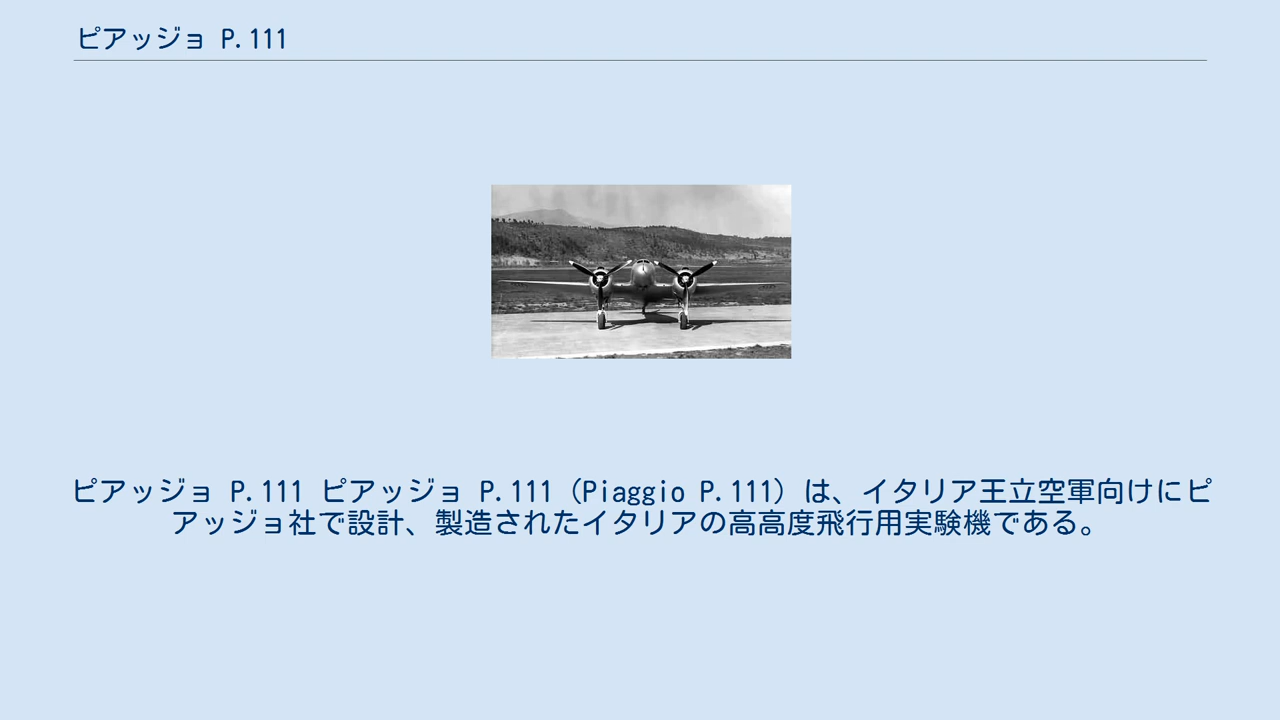 ピアッジョ P.111
ピアッジョ P.111 ピアッジョ P.111（Piaggio P.111）は、イタリア王立空軍向けにピ
アッジョ社で設計、製造されたイタリアの高高度飛行用実験機である。